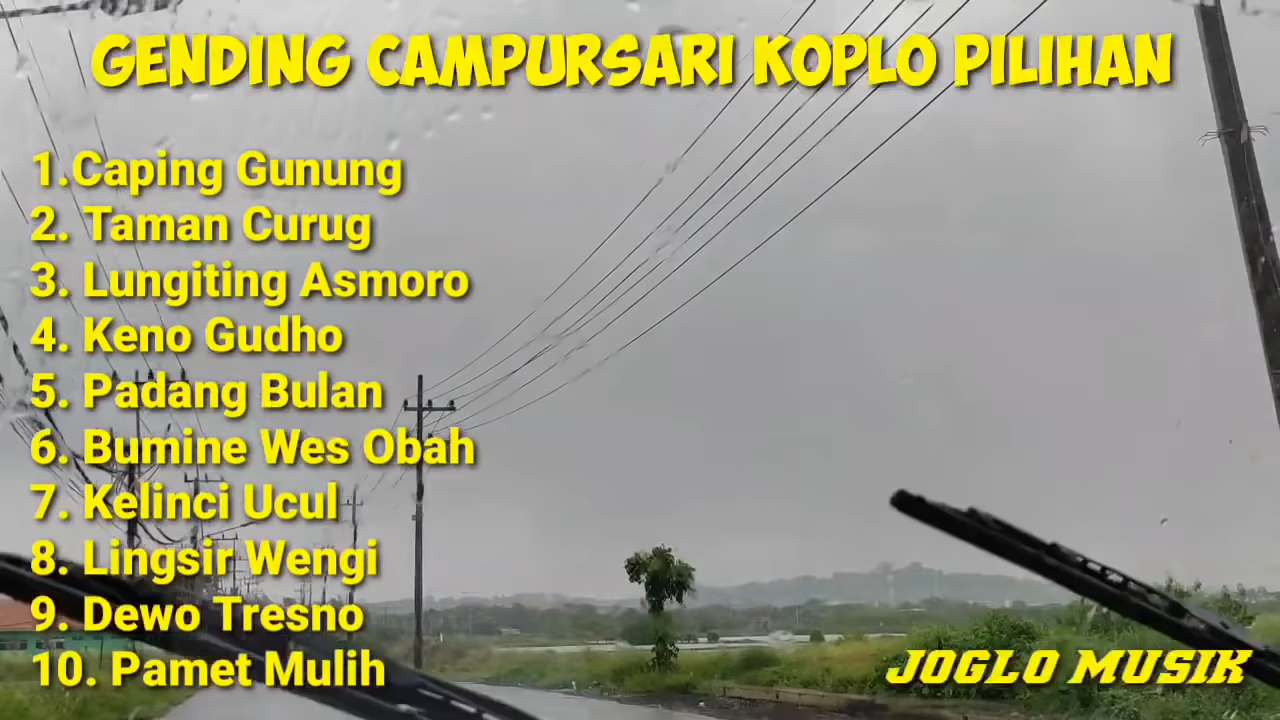 GENDING CAMPURSARI KOPLO PILIHAN
1.Caping Gunung
2. Taman Curug
3. Lungiting Asmoro
4. Keno Gudho
5. Padang Bulan
6. Bumine Wes Obah
7. Kelinci Ucul
8. Lingsir Wengi
9. Dewo Tresno
10. Pamet Mulih
JOGLO MUSIK